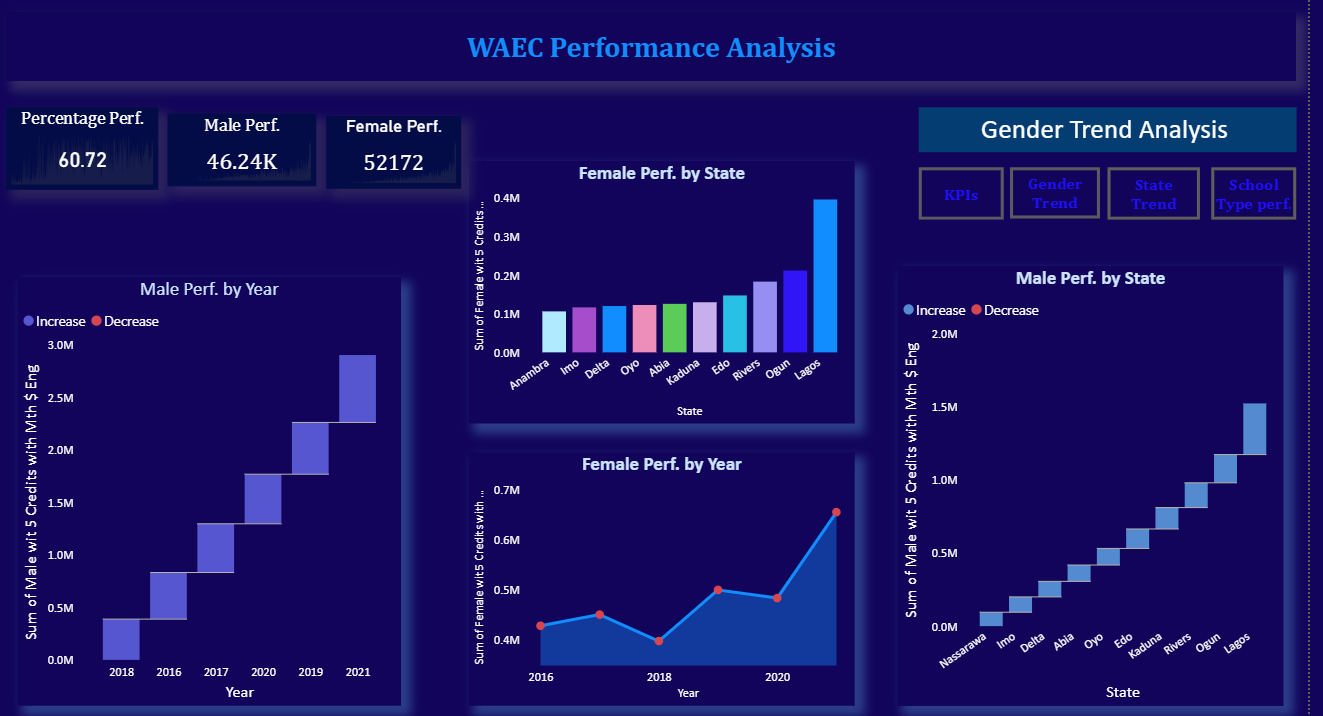 WAEC Performance Analysis
Percentage Perf.
60.72
Male Perf.
46.24K
Female Perf.
52172
Gender Trend Analysis
KPIs
Gender
Trend
State
Trend
School
Type perf.
Male Perf. by Year
Increase Decrease
Sum of Male wit 5 Credits with Mth $ Eng
3.0M
2.5M
2.0M
1.5M
1.0M
0.5M
0.0M
2018 2016 2017 2020 2019 2021
Year
Female Perf. by State
Sum of Female wit 5 Credits ...
0.4M
0.3M
0.2M
0.1M
0.0M
Anambra Imo Delta Oyo Abia Kaduna Edo Rivers Ogun Lagos
State
Female Perf. by Year
Sum of Female wit 5 Credits with ...
0.7M
0.6M
0.5M
0.4M
2016 2018 2020
Year
Male Perf. by State
Increase Decrease
Sum of Male wit 5 Credits with Mth $ Eng
2.0M
1.5M
1.0M
0.5M
0.0M
Nassarawa Imo Delta Abia Oyo Edo Kaduna Rivers Ogun Lagos
State